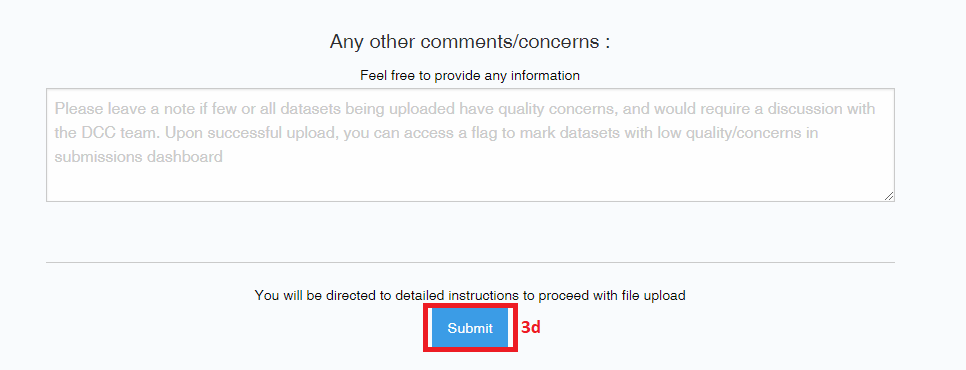 Any other comments/concerns :
Feel free to provide any information
Please leave a note if few or all datasets being uploaded have quality concerns, and would require a discussion with
the DCC team. Upon successful upload, you can access a flag to mark datasets with low quality/concerns in
submissions dashboard
You will be directed to detailed instructions to proceed with file upload
Submit 3d